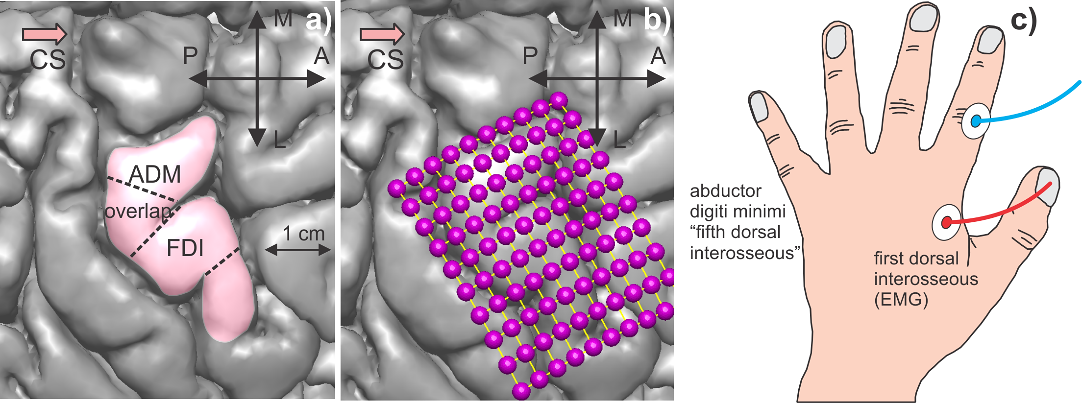 a)
M
CS
P
A
L
ADM
overlap
FDI
1 cm
b)
M
CS
P
A
L
c)
abductor
digiti minimi
“fifth dorsal
interosseous”
first dorsal
interosseous
(EMG)